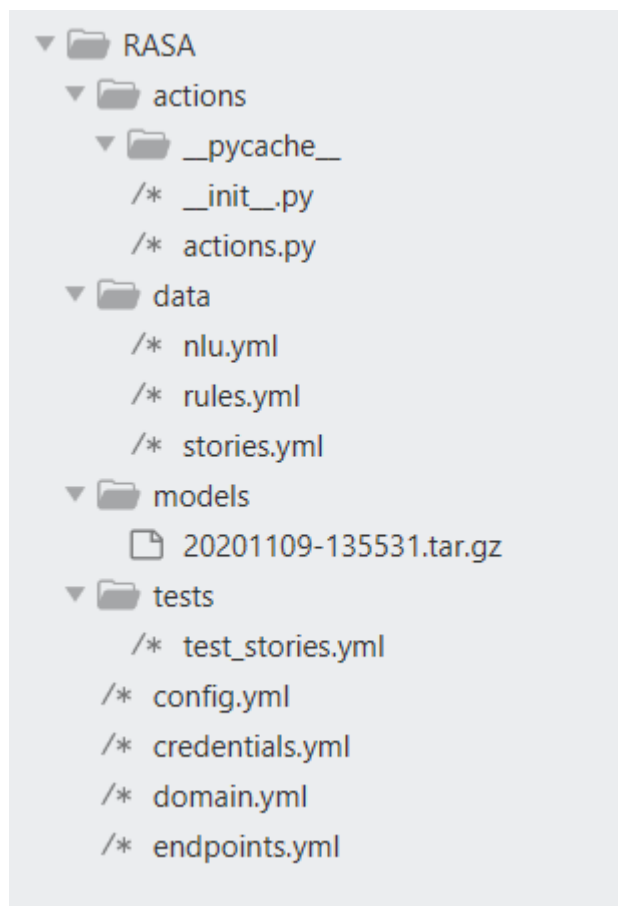 RASA
actions
__pycache__
/* __init__.py
/* actions.py
data
/* nlu.yml
/* rules.yml
/* stories.yml
models
20201109-135531.tar.gz
tests
/* test_stories.yml
/* config.yml
/* credentials.yml
/* domain.yml
/* endpoints.yml